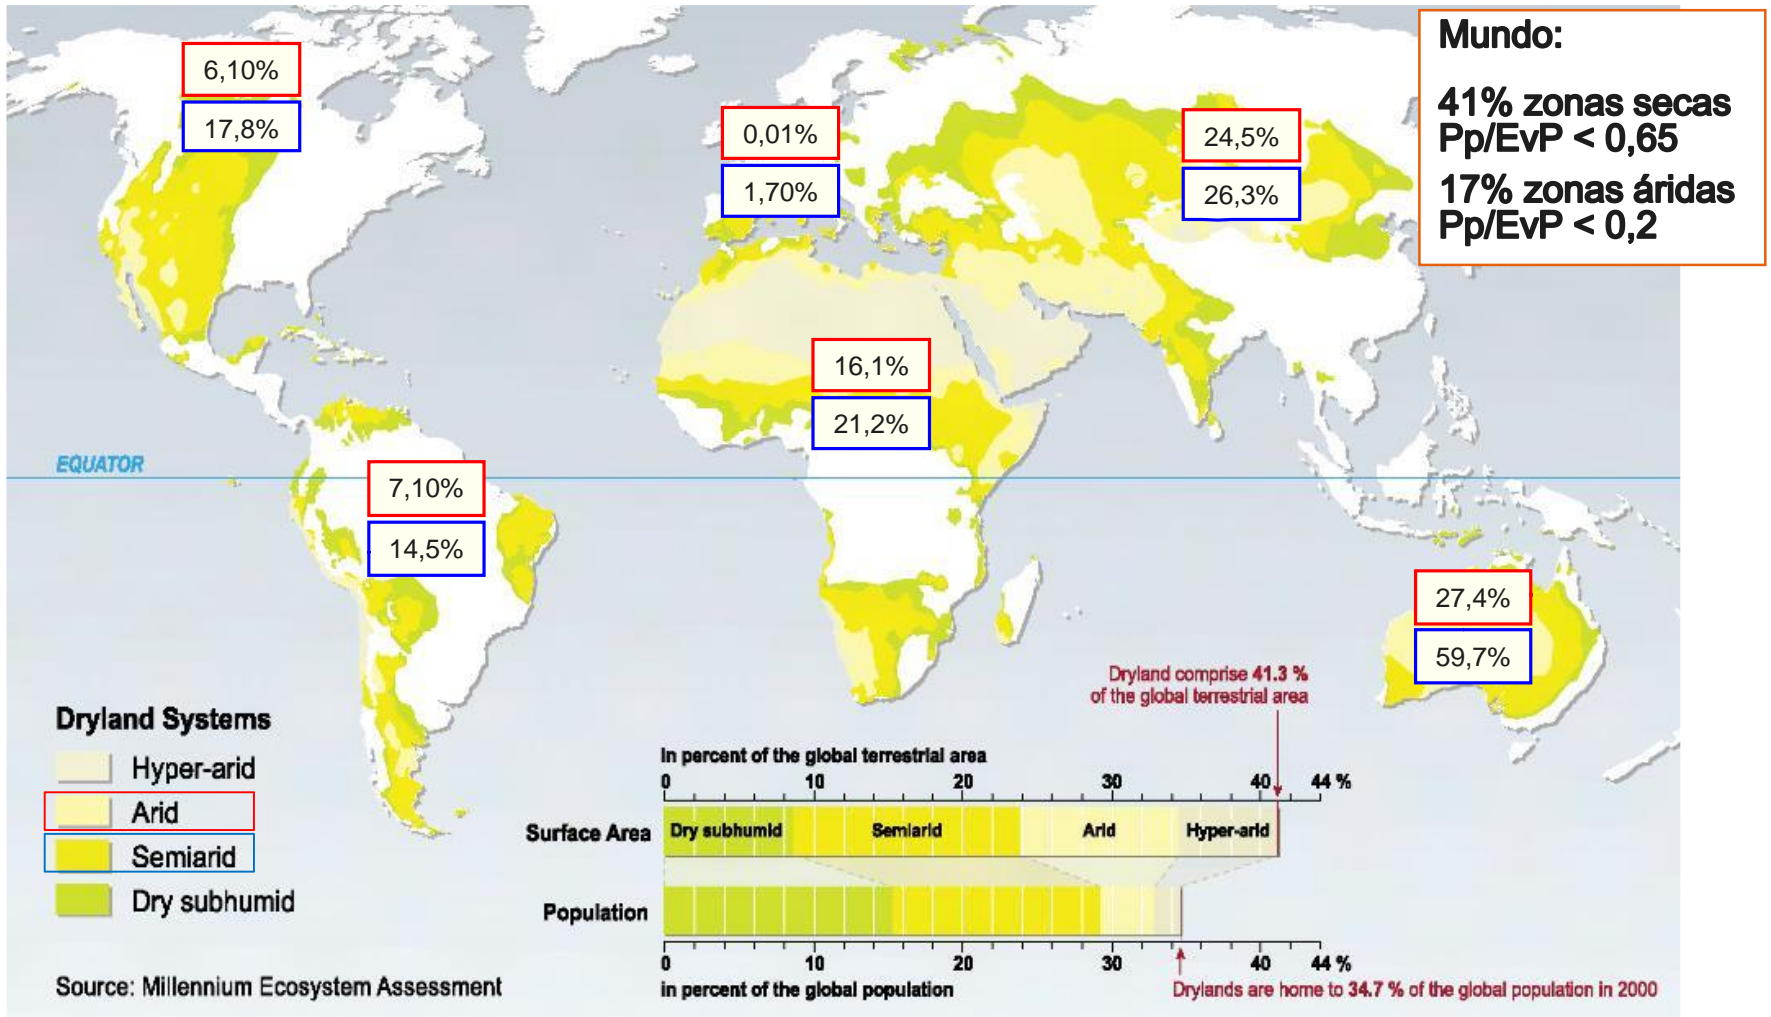 Mundo:
41% zonas secas
Pp/EvP < 0,65
17% zonas áridas
Pp/EvP < 0,2
6,10%
17,8%
0,01%
1,70%
24,5%
26,3%
16,1%
21,2%
EQUATOR
7,10%
14,5%
27,4%
59,7%
Dryland comprise 41.3 %
of the global terrestrial area
Dryland Systems
Hyper-arid
Arid
Semiarid
Dry subhumid
Source: Millennium Ecosystem Assessment
In percent of the global terrestrial area
0 10 20 30 40 44 %
Surface Area Dry subhumid Semiarid Arid Hyper-arid
Population
0 10 20 30 40 44 %
in percent of the global population
Drylands are home to 34.7 % of the global population in 2000